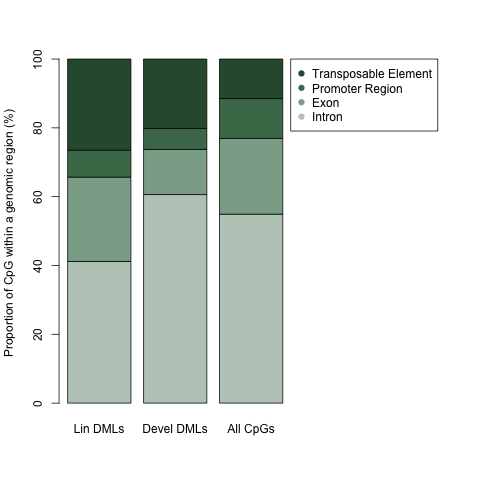 Proportion of CpG within a genomic region (%)
100
80
60
40
20
0
Lin DMLs
Devel DMLs
All CpGs
Transposable Element
Promoter Region
Exon
Intron